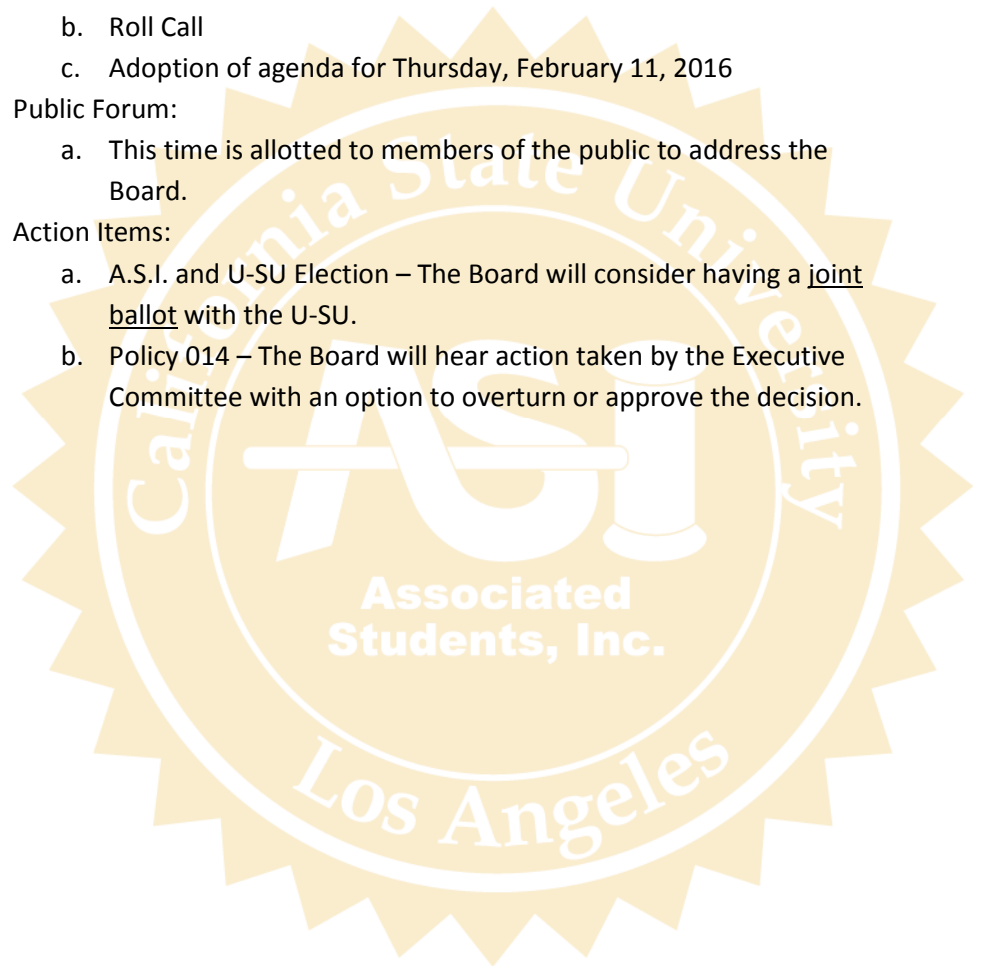 b. Roll Call
c. Adoption of agenda for Thursday, February 11, 2016
Public Forum:
a. This time is allotted to members of the public to address the
Board.
Action Items:
a. A.S.I. and U-SU Election – The Board will consider having a joint
ballot with the U-SU.
b. Policy 014 – The Board will hear action taken by the Executive
Committee with an option to overturn or approve the decision.
California State University
ASI
Associated
Students, Inc.
Los Angeles